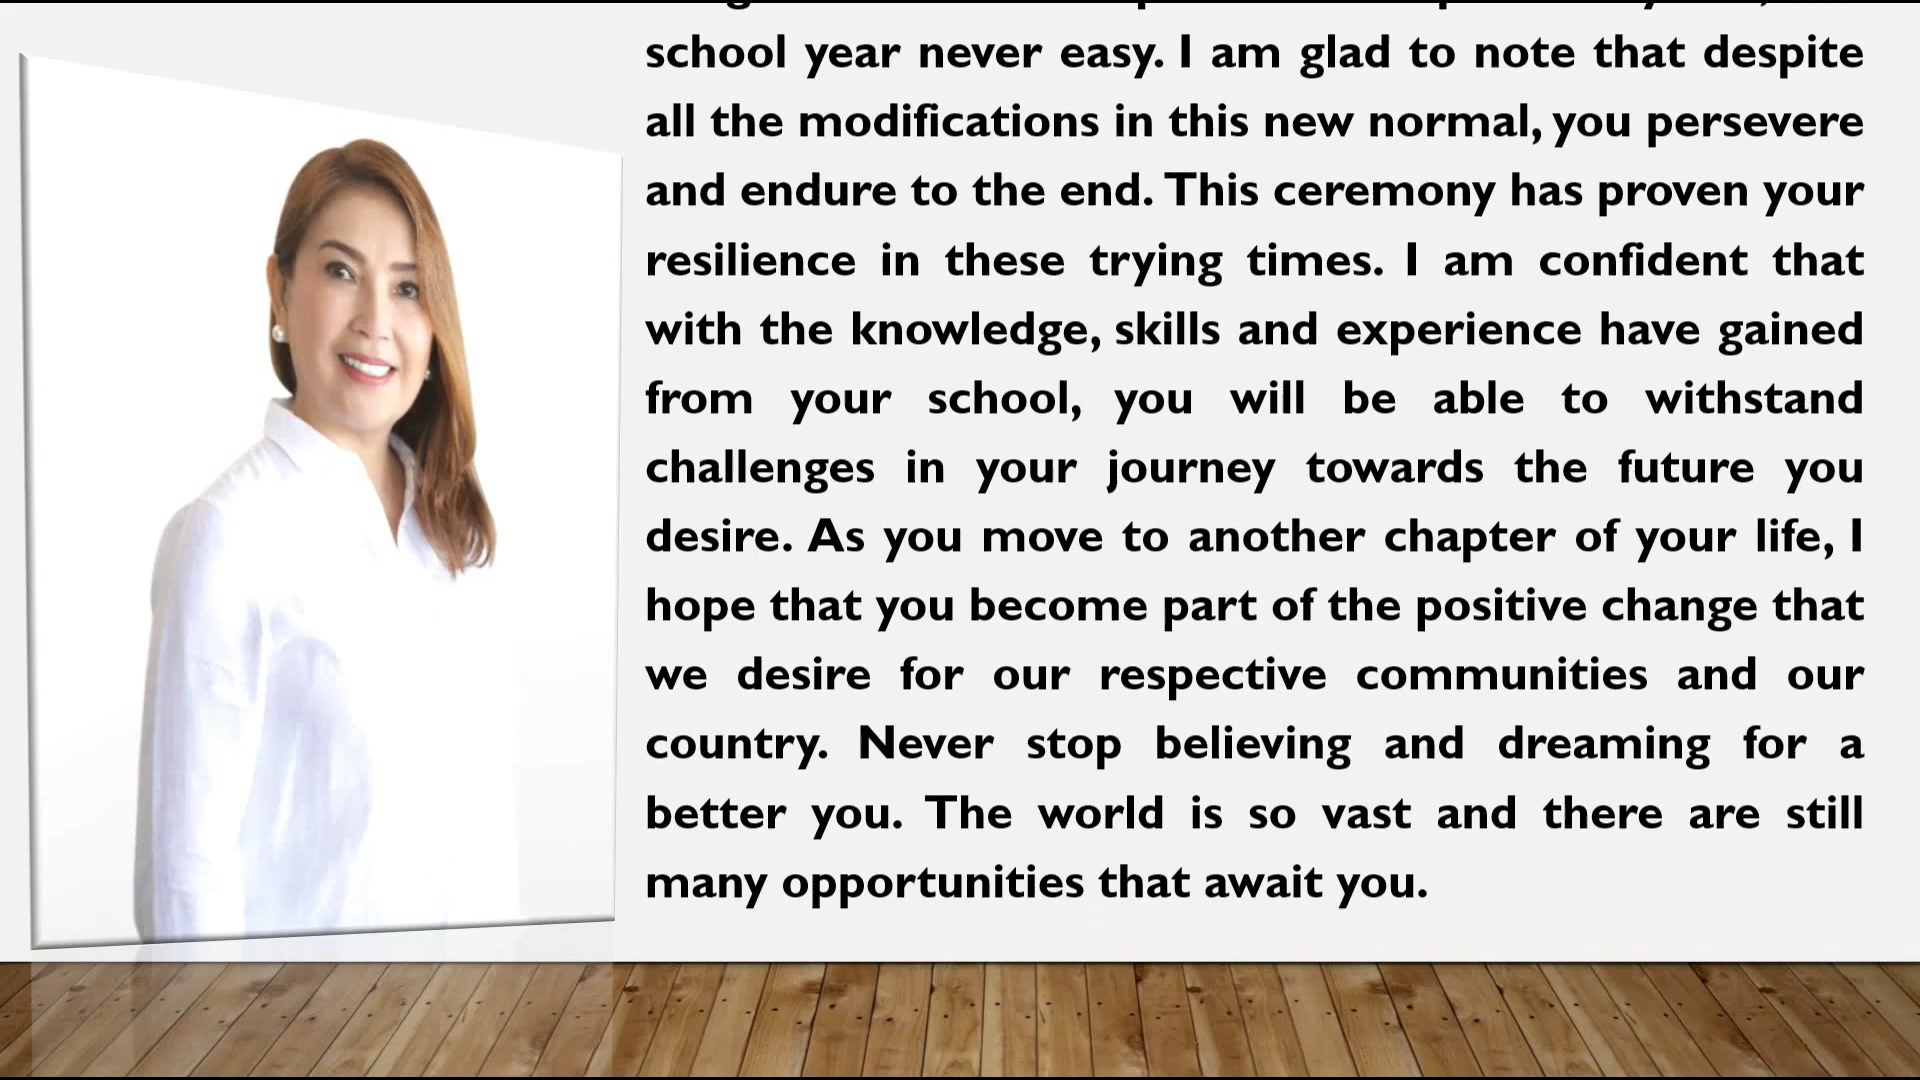 school year never easy. I am glad to note that despite
all the modifications in this new normal, you persevere
and endure to the end. This ceremony has proven your
resilience in these trying times. I am confident that
with the knowledge, skills and experience have gained
from your school, you will be able to withstand
challenges in your journey towards the future you
desire. As you move to another chapter of your life, I
hope that you become part of the positive change that
we desire for our respective communities and our
country. Never stop believing and dreaming for a
better you. The world is so vast and there are still
many opportunities that await you.